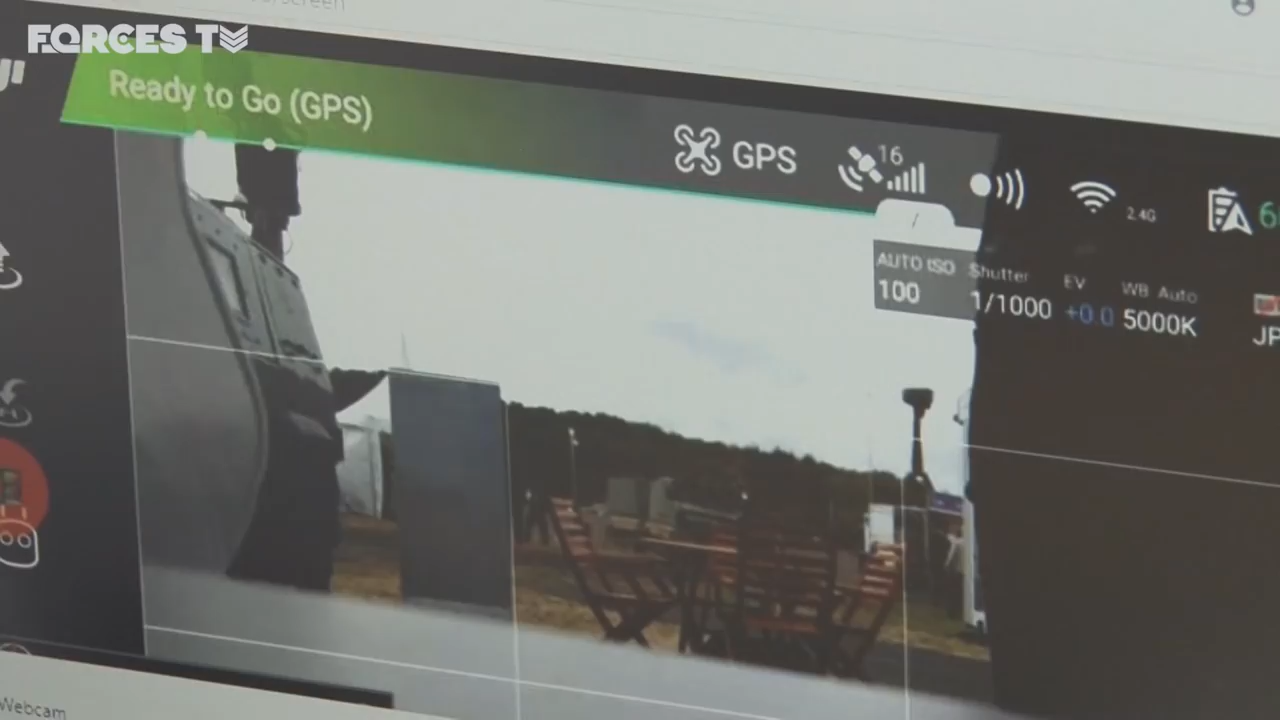 FORCES TV
Ready to Go (GPS)
GPS
16
2.4G
AUTO ISO
100
Shutter
1/1000
EV
+0.0
WB Auto
5000K
Webcam